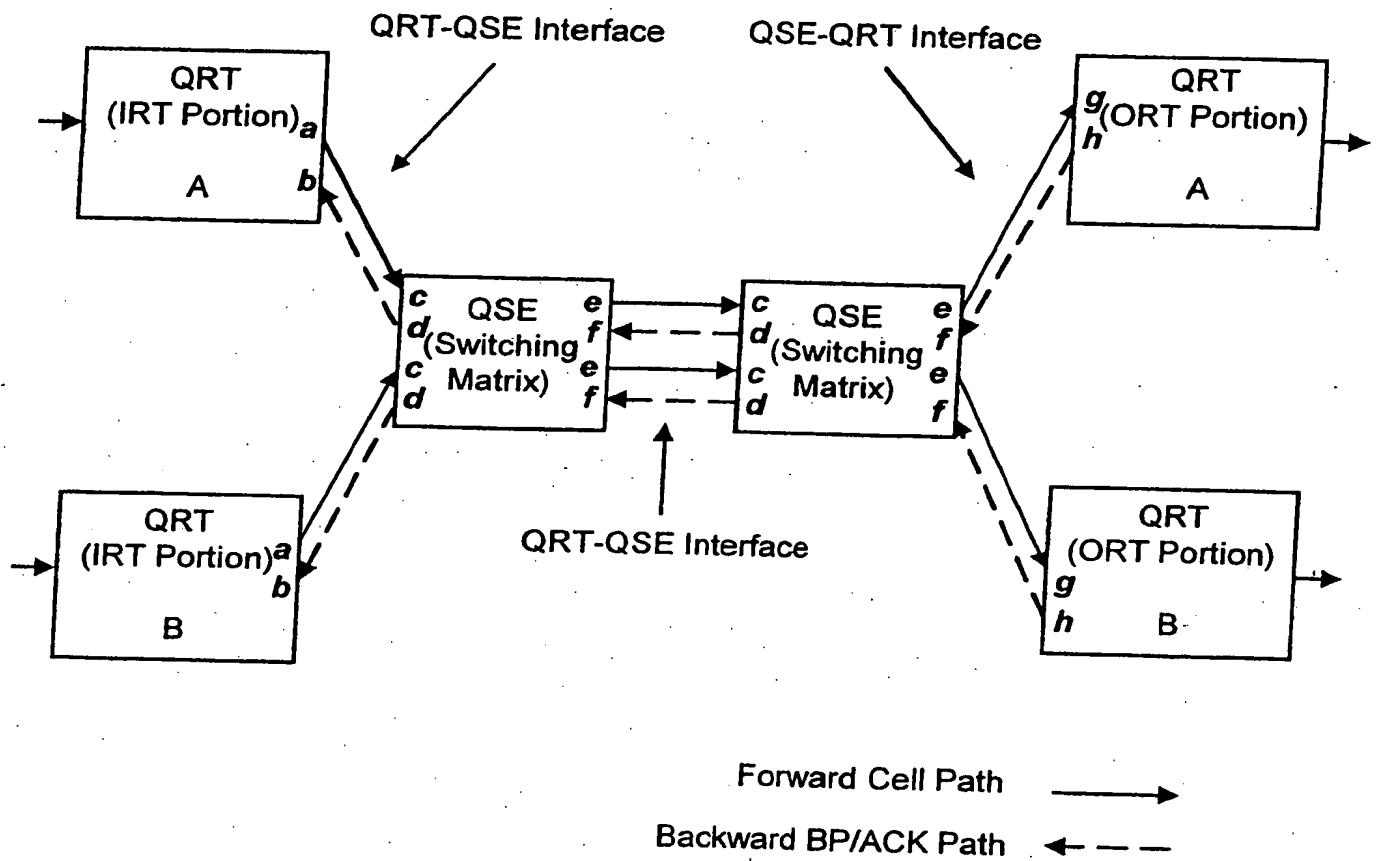 QRT-QSE Interface
QSE-QRT Interface
QRT
(IRT Portion) a
b
A
QRT
g
(ORT Portion)
h
A
c
QSE
e
d
(Switching
f
c
Matrix)
e
d
f
c
QSE
e
d
(Switching
f
c
Matrix)
e
d
f
QRT
(IRT Portion) a
b
B
QRT-QSE Interface
QRT
(ORT Portion)
g
h
B
Forward Cell Path
Backward BP/ACK Path